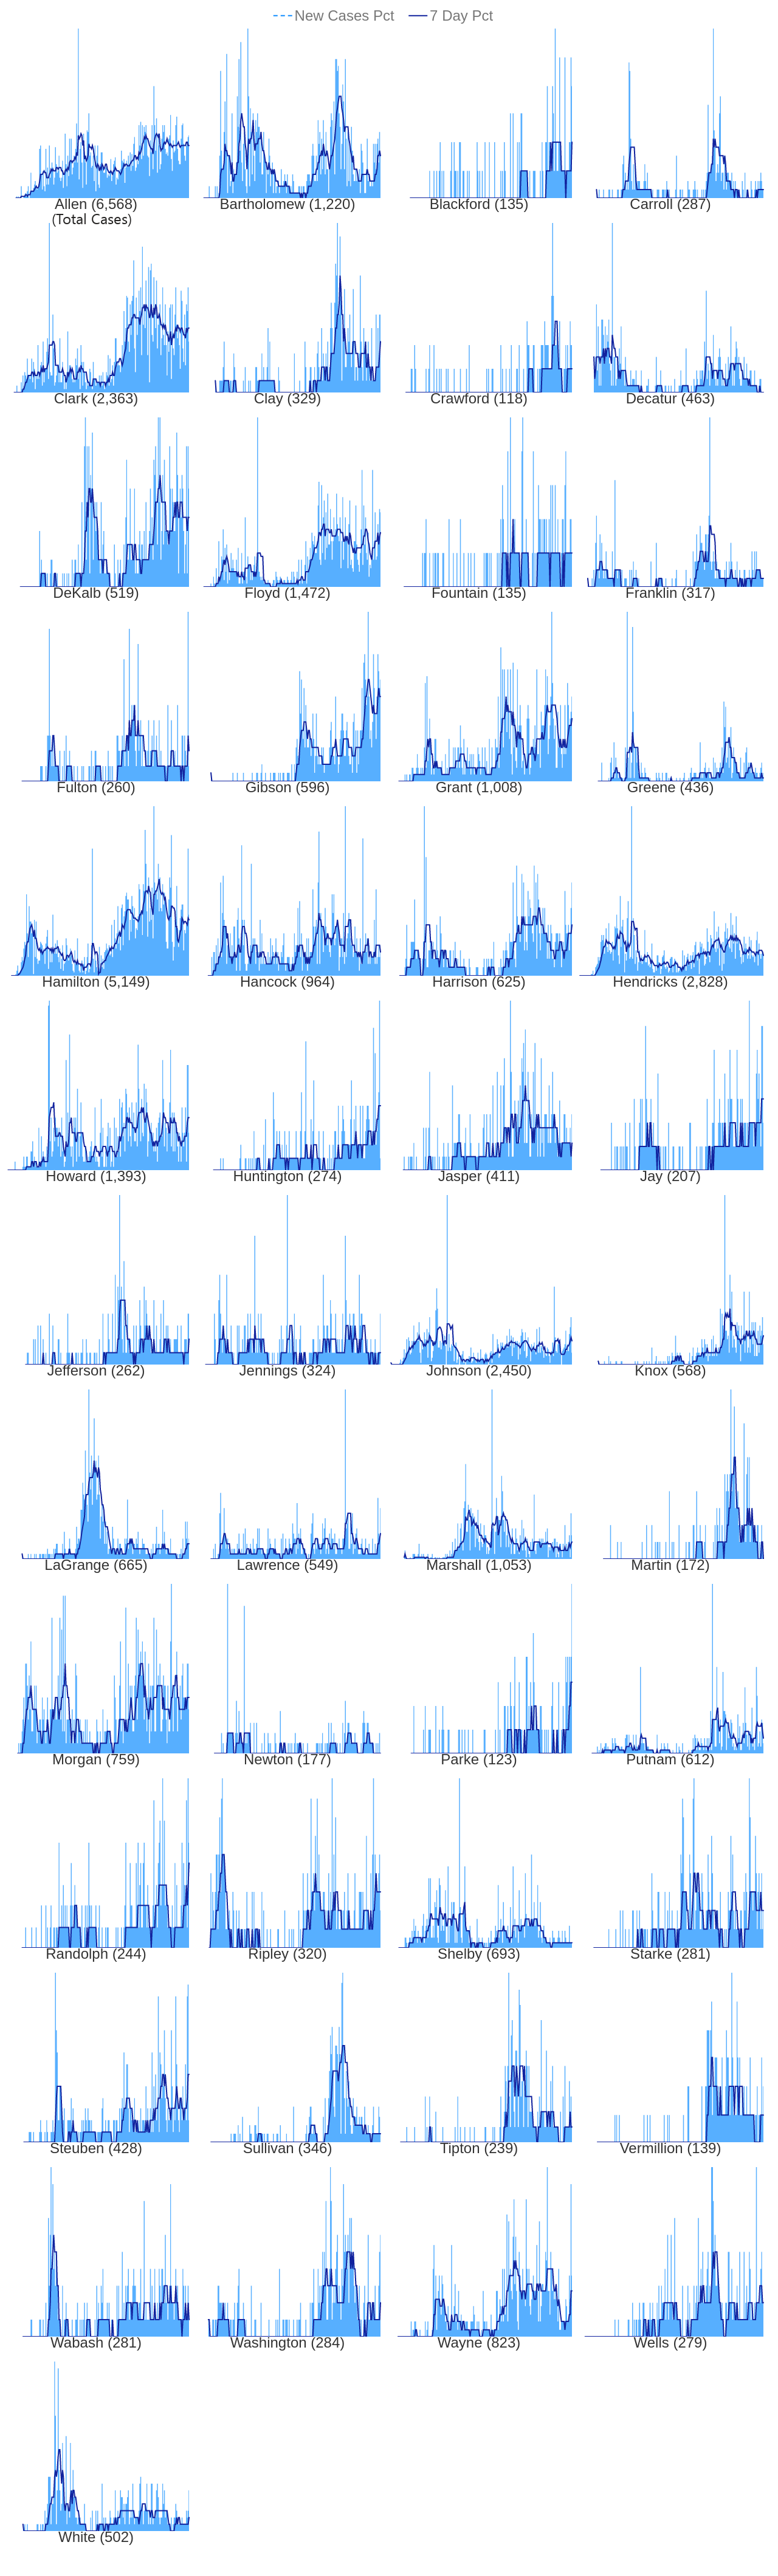 New Cases Pct 7 Day Pct
Allen (6,568) Bartholomew (1,220) Blackford (135) Carroll (287)
(Total Cases)
Clark (2,363) Clay (329) Crawford (118) Decatur (463)
DeKalb (519) Floyd (1,472) Fountain (135) Franklin (317)
Fulton (260) Gibson (596) Grant (1,008) Greene (436)
Hamilton (5,149) Hancock (964) Harrison (625) Hendricks (2,828)
Howard (1,393) Huntington (274) Jasper (411) Jay (207)
Jefferson (262) Jennings (324) Johnson (2,450) Knox (568)
LaGrange (665) Lawrence (549) Marshall (1,053) Martin (172)
Morgan (759) Newton (177) Parke (123) Putnam (612)
Randolph (244) Ripley (320) Shelby (693) Starke (281)
Steuben (428) Sullivan (346) Tipton (239) Vermillion (139)
Wabash (281) Washington (284) Wayne (823) Wells (279)
White (502)